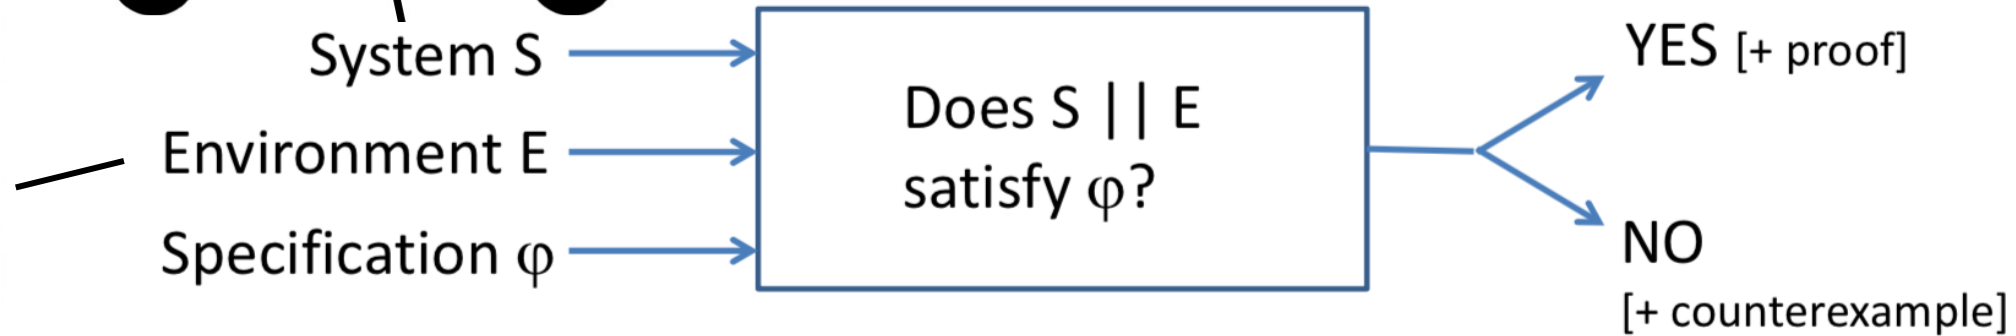 System S
Environment E
Specification φ
Does S || E
satisfy φ?
YES [+ proof]
NO
[+ counterexample]